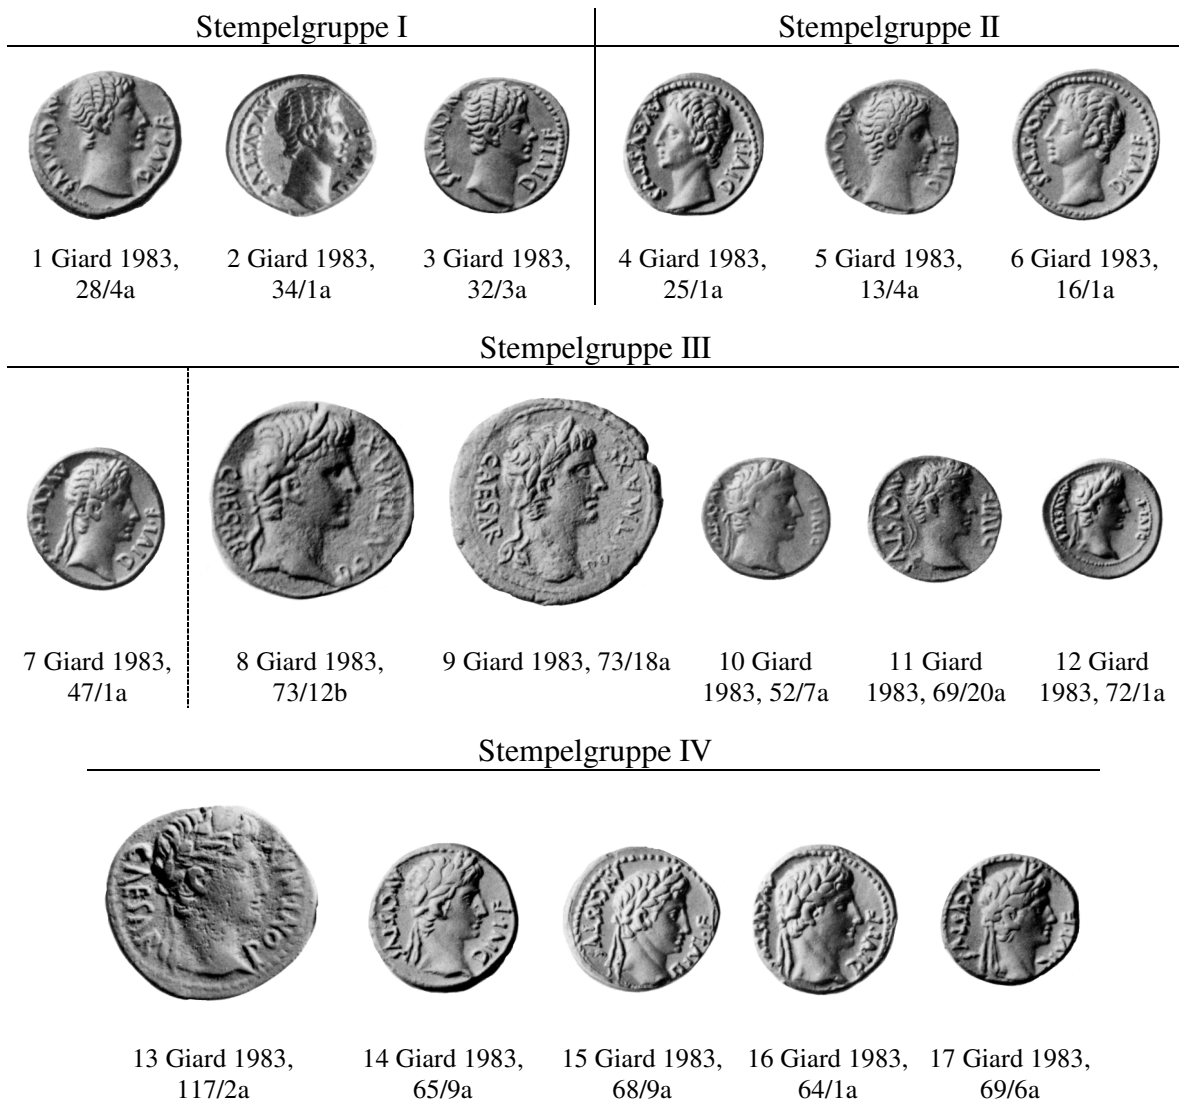 Stempelgruppe I
Stempelgruppe II
1 Giard 1983,
28/4a
2 Giard 1983,
34/1a
3 Giard 1983,
32/3a
4 Giard 1983,
25/1a
5 Giard 1983,
13/4a
6 Giard 1983,
16/1a
Stempelgruppe III
CAESAR
7 Giard 1983,
47/1a
8 Giard 1983,
73/12b
9 Giard 1983, 73/18a
10 Giard
1983, 52/7a
11 Giard
1983, 69/20a
12 Giard
1983, 72/1a
Stempelgruppe IV
13 Giard 1983,
117/2a
14 Giard 1983,
65/9a
15 Giard 1983,
68/9a
16 Giard 1983,
64/1a
17 Giard 1983,
69/6a